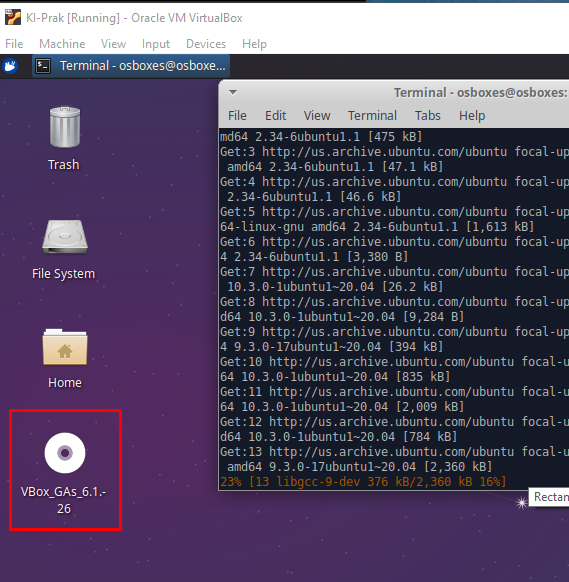 KI-Prak [Running] - Oracle VM VirtualBox
File Machine View Input Devices Help
Terminal - osboxes@osboxe...
Trash
File System
Home
VBox_GAs_6.1.-
26
Terminal - osboxes@osboxes:
File Edit View Terminal Tabs Help
md64 2.34-6ubuntu1.1 [475 kB]
Get:3 http://us.archive.ubuntu.com/ubuntu focal-up
amd64 2.34-6ubuntu1.1 [47.1 kB]
Get:4 http://us.archive.ubuntu.com/ubuntu focal-up
2.34-6ubuntu1.1 [46.6 kB]
Get:5 http://us.archive.ubuntu.com/ubuntu focal-up
64-linux-gnu amd64 2.34-6ubuntu1.1 [1,613 kB]
Get:6 http://us.archive.ubuntu.com/ubuntu focal-up
4 2.34-6ubuntu1.1 [3,380 B]
Get:7 http://us.archive.ubuntu.com/ubuntu focal-up
10.3.0-1ubuntu1~20.04 [26.2 kB]
Get:8 http://us.archive.ubuntu.com/ubuntu focal-up
d64 10.3.0-1ubuntu1~20.04 [9,284 B]
Get:9 http://us.archive.ubuntu.com/ubuntu focal-up
4 9.3.0-17ubuntu1~20.04 [394 kB]
Get:10 http://us.archive.ubuntu.com/ubuntu focal-u
64 10.3.0-1ubuntu1~20.04 [835 kB]
Get:11 http://us.archive.ubuntu.com/ubuntu focal-u
64 10.3.0-1ubuntu1~20.04 [2,009 kB]
Get:12 http://us.archive.ubuntu.com/ubuntu focal-u
d64 10.3.0-1ubuntu1~20.04 [784 kB]
Get:13 http://us.archive.ubuntu.com/ubuntu focal-u
amd64 9.3.0-17ubuntu1~20.04 [2,360 kB]
23% [13 libgcc-9-dev 376 kB/2,360 kB 16%]
Rectan